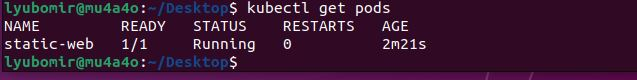 lyubomir@mu4a4o:~/Desktop$ kubectl get pods
NAME         READY   STATUS    RESTARTS   AGE
static-web   1/1     Running   0          2m21s
lyubomir@mu4a4o:~/Desktop$